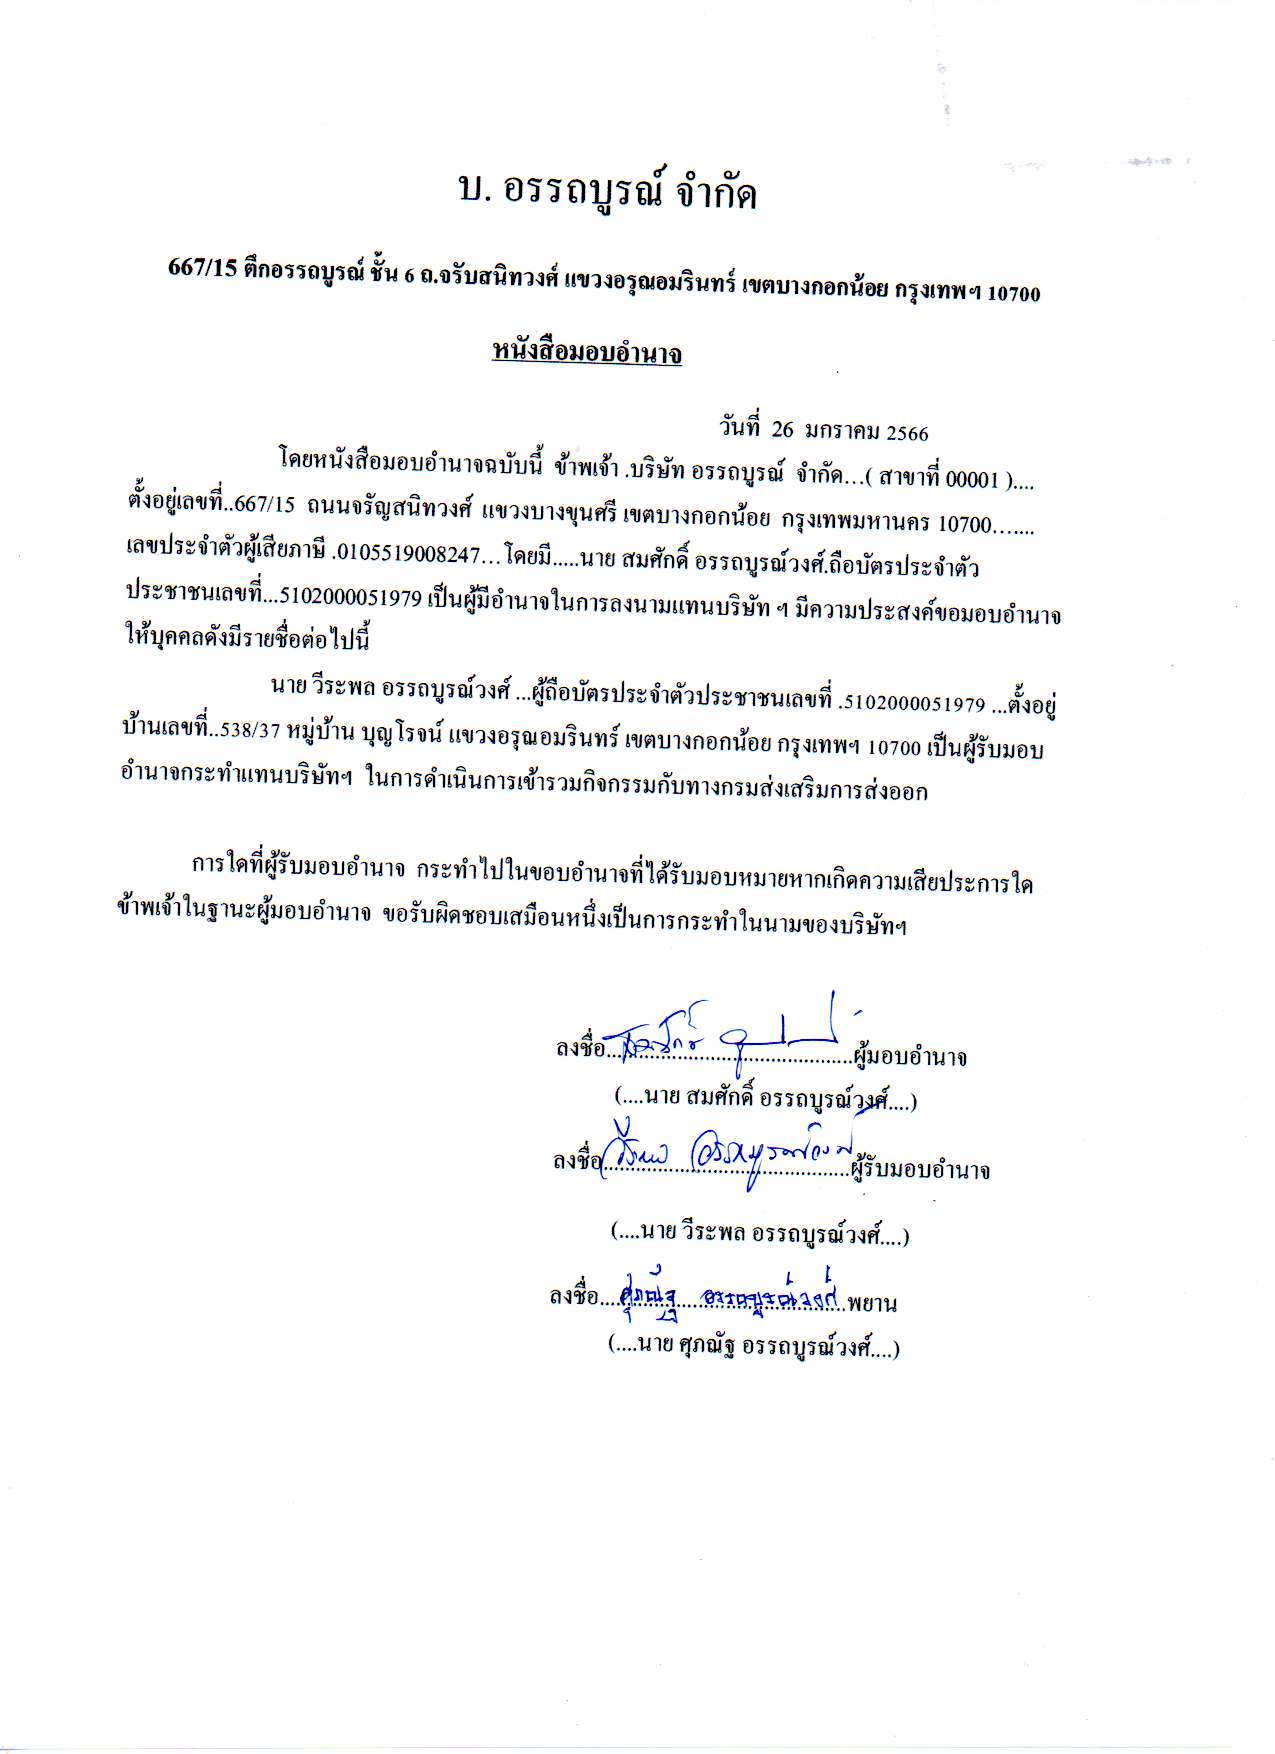 บ. อรรถบูรณ์ จำกัด
667/15 ตึกอรรถบูรณ์ ชั้น 6 ถ.จรับสนิทวงศ์ แขวงอรุณอมรินทร์ เขตบางกอกน้อย กรุงเทพฯ 10700
หนังสือมอบอำนาจ
วันที่ 26 มกราคม 2566
โดยหนังสือมอบอำนาจฉบับนี้ ข้าพเจ้า .บริษัท อรรถบูรณ์ จำกัด…( สาขาที่ 00001 )....
ตั้งอยู่เลขที่..667/15 ถนนจรัญสนิทวงศ์ แขวงบางขุนศรี เขตบางกอกน้อย กรุงเทพมหานคร 10700…....
เลขประจำตัวผู้เสียภาษี .0105519008247… โดยมี.....นาย สมศักดิ์ อรรถบูรณ์วงศ์.ถือบัตรประจำตัว
ประชาชนเลขที่...5102000051979 เป็นผู้มีอำนาจในการลงนามแทนบริษัท ฯ มีความประสงค์ขอมอบอำนาจ
ให้บุคคลดังมีรายชื่อต่อไปนี้
นาย วีระพล อรรถบูรณ์วงศ์ ...ผู้ถือบัตรประจำตัวประชาชนเลขที่ .5102000051979 ...ตั้งอยู่
บ้านเลขที่..538/37 หมู่บ้าน บุญโรจน์ แขวงอรุณอมรินทร์ เขตบางกอกน้อย กรุงเทพฯ 10700 เป็นผู้รับมอบ
อำนาจกระทำแทนบริษัทฯ ในการดำเนินการเข้ารวมกิจกรรมกับทางกรมส่งเสริมการส่งออก
การใดที่ผู้รับมอบอำนาจ กระทำไปในขอบอำนาจที่ได้รับมอบหมายหากเกิดความเสียประการใด
ข้าพเจ้าในฐานะผู้มอบอำนาจ ขอรับผิดชอบเสมือนหนึ่งเป็นการกระทำในนามของบริษัทฯ
ลงชื่อ..............................................ผู้มอบอำนาจ
(....นาย สมศักดิ์ อรรถบูรณ์วงศ์....)
ลงชื่อ วีระพล อรรถบูรณ์วงศ์ ผู้รับมอบอำนาจ
(....นาย วีระพล อรรถบูรณ์วงศ์....)
ลงชื่อ....ศุภณัฐ อรรถบูรณ์วงศ์.พยาน
(....นาย ศุภณัฐ อรรถบูรณ์วงศ์....)